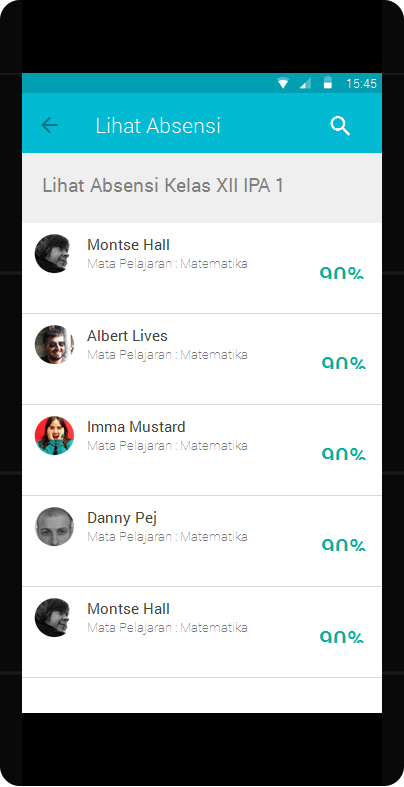 15:45
Lihat Absensi
Lihat Absensi Kelas XII IPA 1
Montse Hall
Mata Pelajaran : Matematika
90%
Albert Lives
Mata Pelajaran : Matematika
90%
Imma Mustard
Mata Pelajaran : Matematika
90%
Danny Pej
Mata Pelajaran : Matematika
90%
Montse Hall
Mata Pelajaran : Matematika
90%